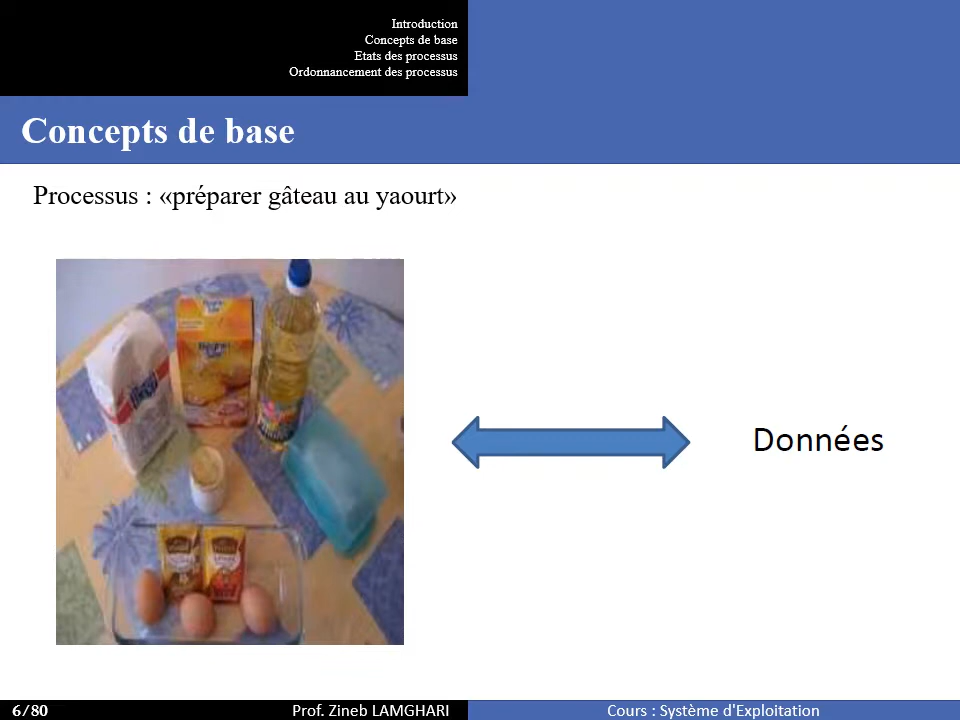 Introduction
Concepts de base
Etats des processus
Ordonnancement des processus
Concepts de base
Processus : «préparer gâteau au yaourt»
Données
6/80
Prof. Zineb LAMGHARI
Cours : Système d'Exploitation